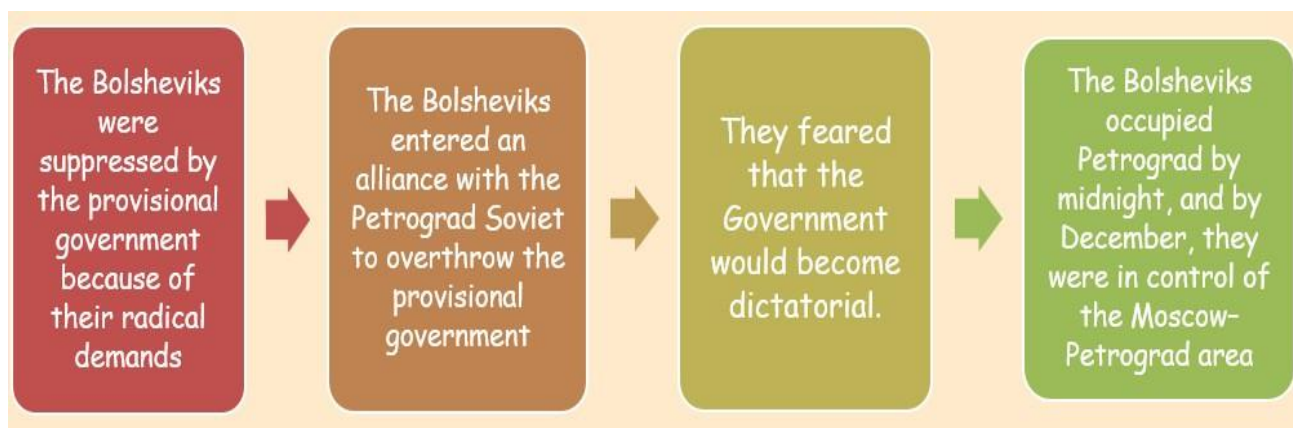 The Bolsheviks
were
suppressed by
the provisional
government
because of
their radical
demands
The Bolsheviks
entered an
alliance with the
Petrograd Soviet
to overthrow the
provisional
government
They feared
that the
Government
would become
dictatorial.
The Bolsheviks
occupied
Petrograd by
midnight, and by
December, they
were in control of
the Moscow–
Petrograd area